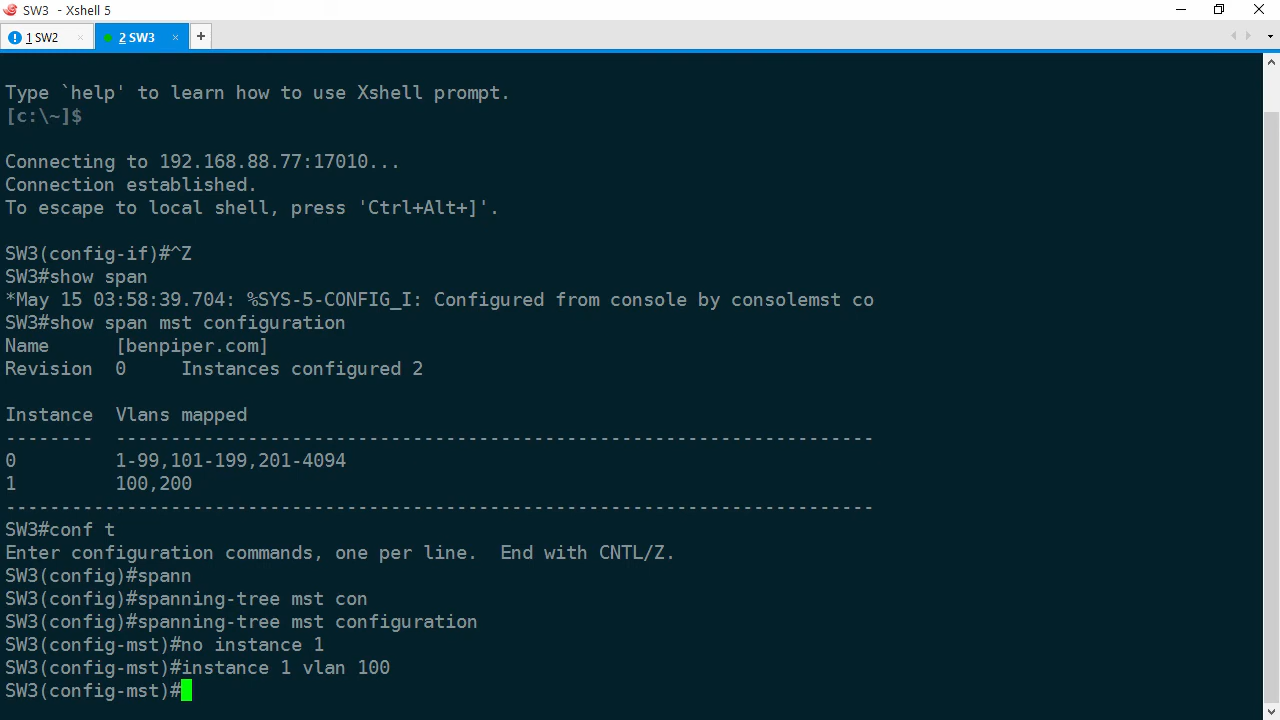 SW3 - Xshell 5
1 SW2
2 SW3
Type `help' to learn how to use Xshell prompt.
[c:\~]$
Connecting to 192.168.88.77:17010...
Connection established.
To escape to local shell, press 'Ctrl+Alt+]'.
SW3(config-if)#^Z
SW3#show span
*May 15 03:58:39.704: %SYS-5-CONFIG_I: Configured from console by consolemst co
SW3#show span mst configuration
Name      [benpiper.com]
Revision  0     Instances configured 2
Instance  Vlans mapped
--------  ---------------------------------------------------------------------
0         1-99,101-199,201-4094
1         100,200
-------------------------------------------------------------------------------
SW3#conf t
Enter configuration commands, one per line.  End with CNTL/Z.
SW3(config)#spann
SW3(config)#spanning-tree mst con
SW3(config)#spanning-tree mst configuration
SW3(config-mst)#no instance 1
SW3(config-mst)#instance 1 vlan 100
SW3(config-mst)#